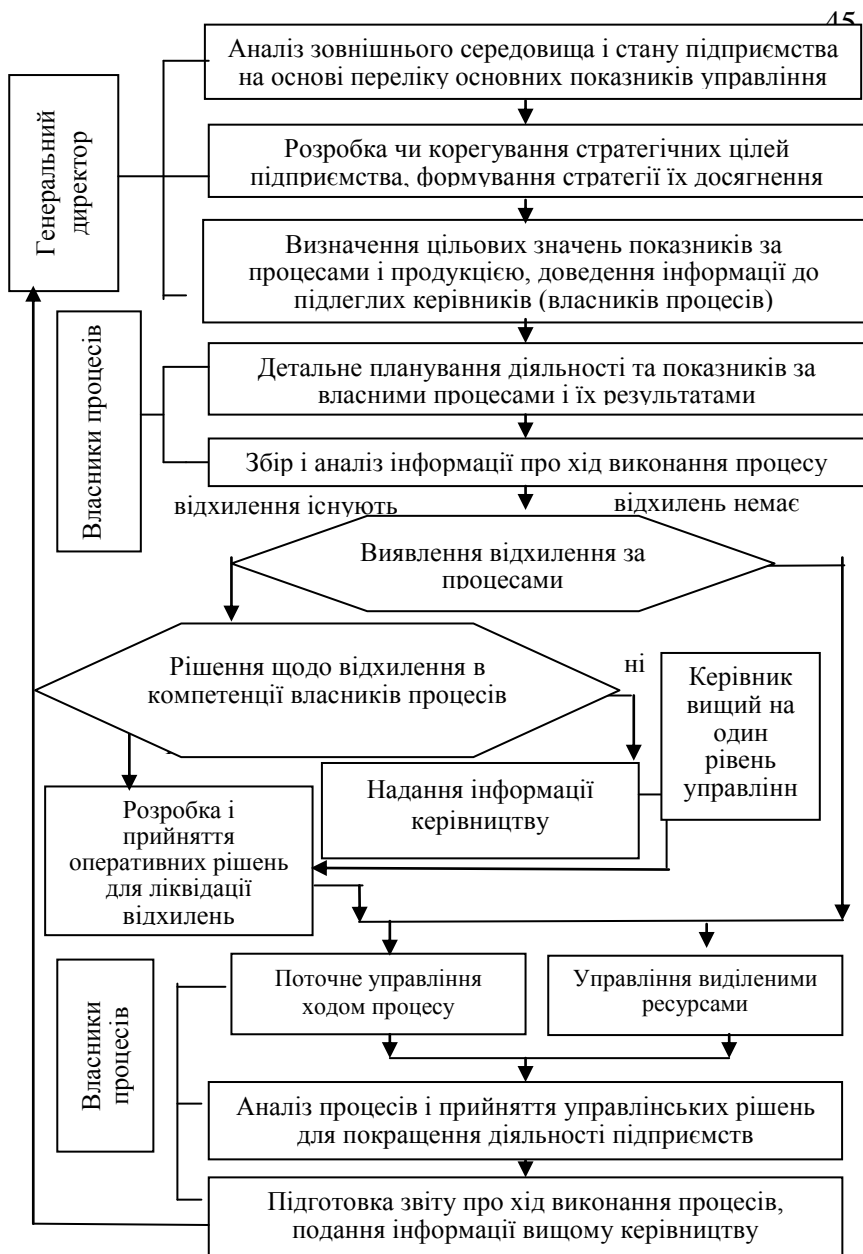 45
Аналіз зовнішнього середовища і стану підприємства
на основі переліку основних показників управління
Генеральний
директор
Розробка чи корегування стратегічних цілей
підприємства, формування стратегії їх досягнення
Визначення цільових значень показників за
процесами і продукцією, доведення інформації до
підлеглих керівників (власників процесів)
Власники процесів
Детальне планування діяльності та показників за
власними процесами і їх результатами
Збір і аналіз інформації про хід виконання процесу
відхилення існують
відхилень немає
Виявлення відхилення за
процесами
Рішення щодо відхилення в
компетенції власників процесів
ні
Керівник
вищий на
один
рівень
управлінн
Надання інформації
керівництву
Розробка і
прийняття
оперативних рішень
для ліквідації
відхилень
Власники
процесів
Поточне управління
ходом процесу
Управління виділеними
ресурсами
Аналіз процесів і прийняття управлінських рішень
для покращення діяльності підприємств
Підготовка звіту про хід виконання процесів,
подання інформації вищому керівництву